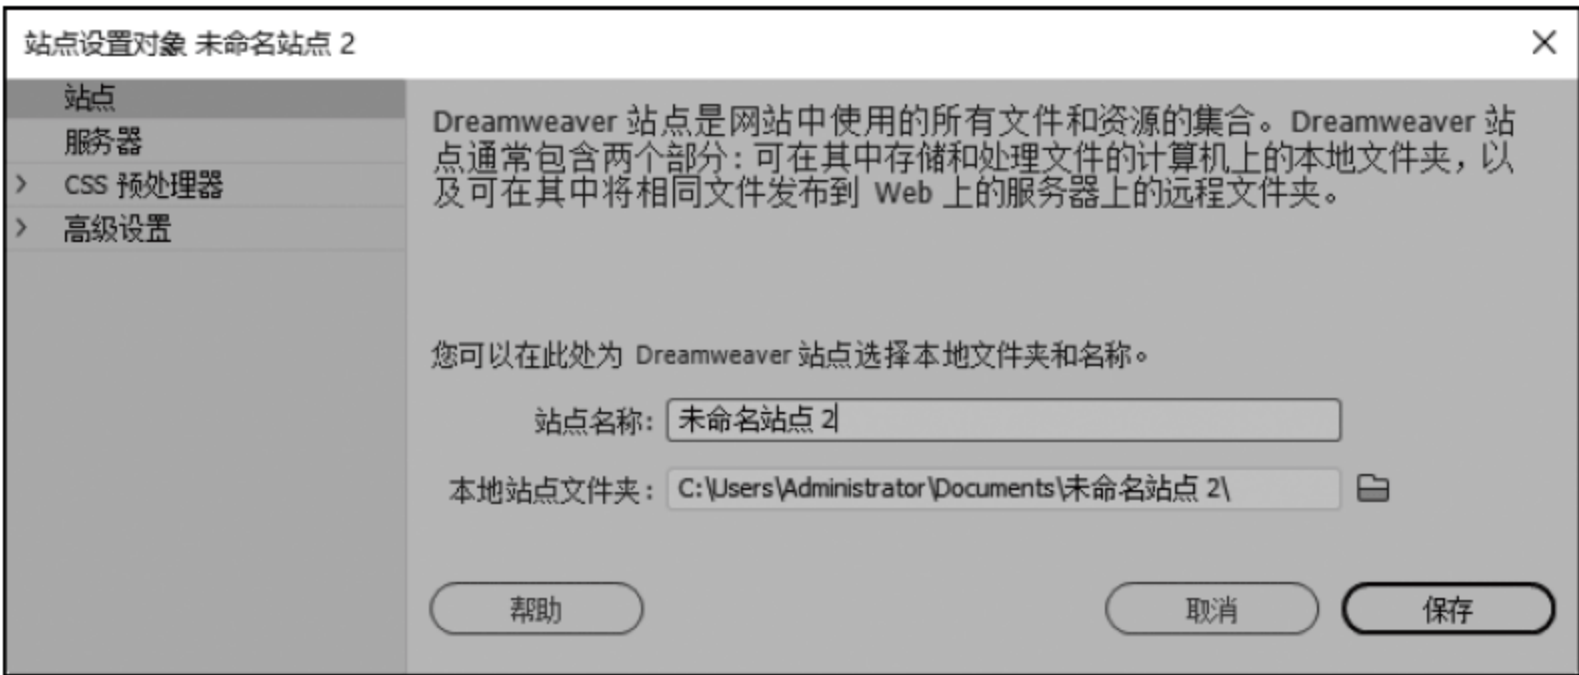 站点设置对象 未命名站点 2
站点
服务器
CSS 预处理器
高级设置
Dreamweaver 站点是网站中使用的所有文件和资源的集合。Dreamweaver 站
点通常包含两个部分：可在其中存储和处理文件的计算机上的本地文件夹，以
及可在其中将相同文件发布到 Web 上的服务器上的远程文件夹。
您可以在此处为 Dreamweaver 站点选择本地文件夹和名称。
站点名称： 未命名站点 2
本地站点文件夹： C:\Users\Administrator\Documents\未命名站点 2\
帮助 取消 保存